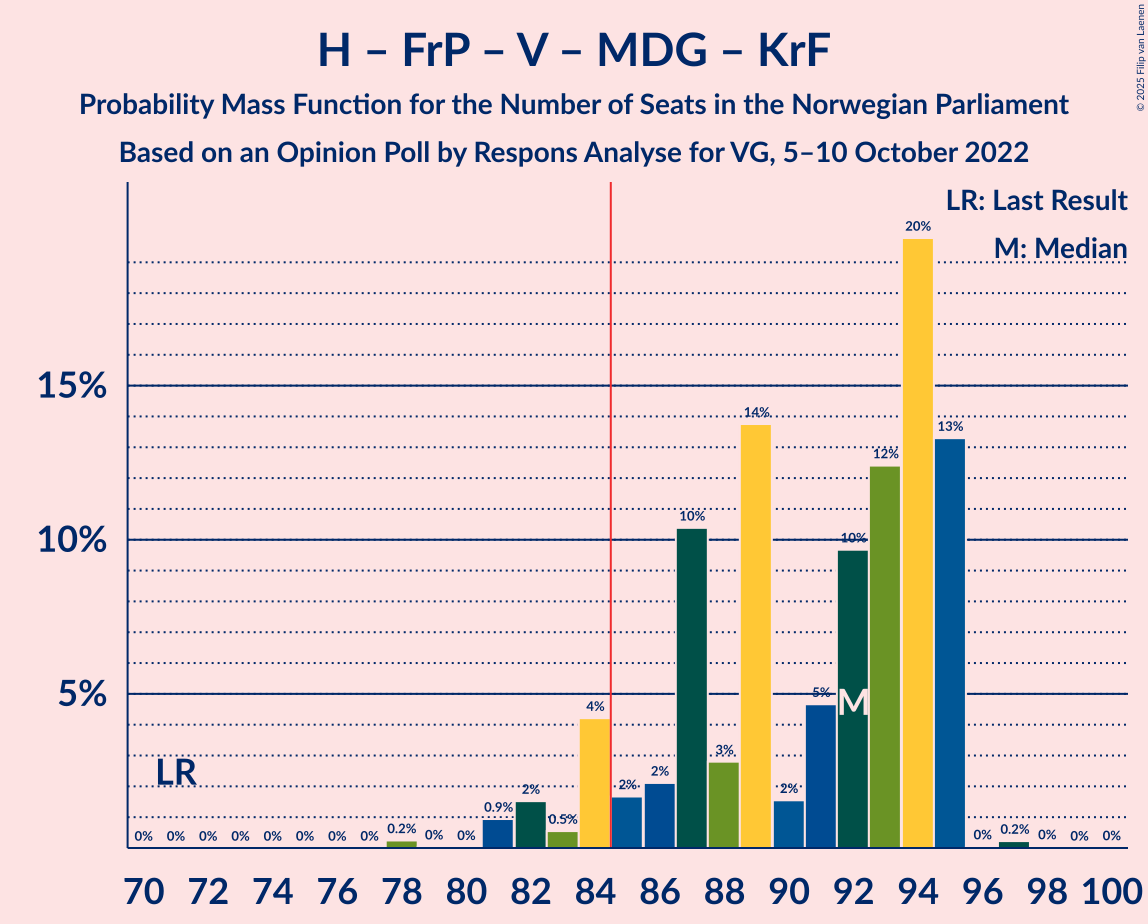 H – FrP – V – MDG – KrF
Probability Mass Function for the Number of Seats in the Norwegian Parliament
Based on an Opinion Poll by Respons Analyse for VG, 5–10 October 2022
© 2025 Filip van Laenen
LR: Last Result
M: Median
15%
10%
5%
LR
M
0% 0% 0% 0% 0% 0% 0% 0% 0.2% 0% 0% 0.9% 2% 0.5% 4% 2% 2% 10% 3% 14% 2% 5% 10% 12% 20% 13% 0% 0.2% 0% 0% 0%
70 72 74 76 78 80 82 84 86 88 90 92 94 96 98 100